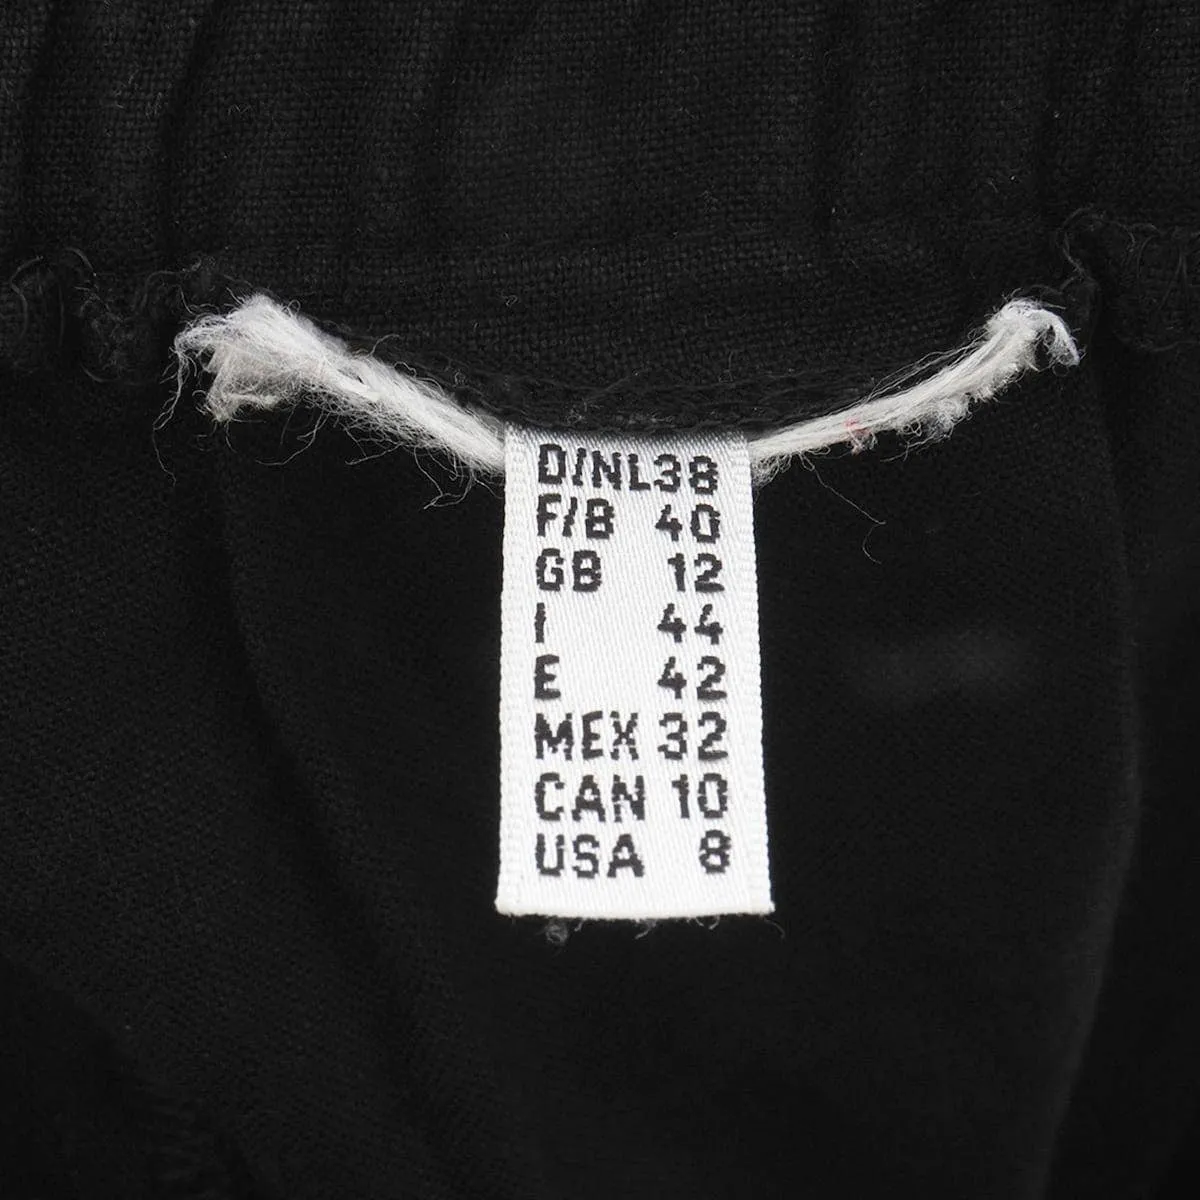 D/NL38
F/B 40
GB 12
I 44
E 42
MEX 32
CAN 10
USA 8